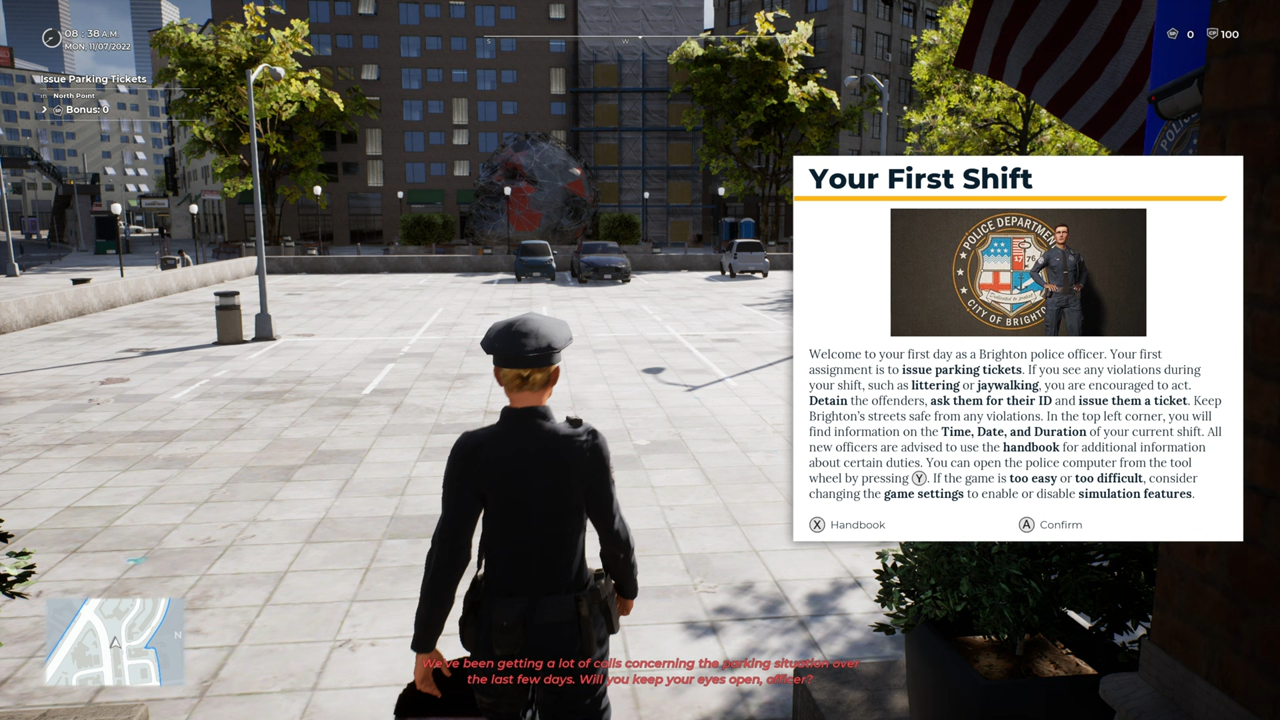 08 : 38 A.M.
MON, 11/07/2022
S
W
0
100
Issue Parking Tickets
in North Point
Bonus: 0
POLICE
Your First Shift
POLICE DEPARTMENT
17 76
CITY OF BRIGHTO
Welcome to your first day as a Brighton police officer. Your first
assignment is to issue parking tickets. If you see any violations during
your shift, such as littering or jaywalking, you are encouraged to act.
Detain the offenders, ask them for their ID and issue them a ticket. Keep
Brighton's streets safe from any violations. In the top left corner, you will
find information on the Time, Date, and Duration of your current shift. All
new officers are advised to use the handbook for additional information
about certain duties. You can open the police computer from the tool
wheel by pressing Y. If the game is too easy or too difficult, consider
changing the game settings to enable or disable simulation features.
X Handbook
A Confirm
N
We've been getting a lot of calls concerning the parking situation over
the last few days. Will you keep your eyes open, officer?